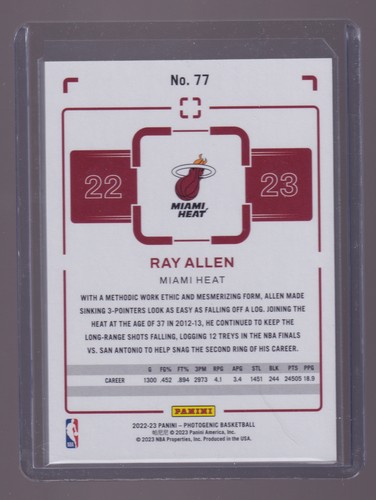 No. 77
22
23
MIAMI
HEAT
RAY ALLEN
MIAMI HEAT
WITH A METHODIC WORK ETHIC AND MESMERIZING FORM, ALLEN MADE
SINKING 3-POINTERS LOOK AS EASY AS FALLING OFF A LOG. JOINING THE
HEAT AT THE AGE OF 37 IN 2012-13, HE CONTINUED TO KEEP THE
LONG-RANGE SHOTS FALLING, LOGGING 12 TREYS IN THE NBA FINALS
VS. SAN ANTONIO TO HELP SNAG THE SECOND RING OF HIS CAREER.
G FG% FT% 3PM RPG APG STL BLK PTS PPG
CAREER 1300 .452 .894 2973 4.1 3.4 1451 244 24505 18.9
PANINI
2022-23 PANINI - PHOTOGENIC BASKETBALL
© 2023 Panini America, Inc.
© 2023 NBA Properties, Inc. Produced in the USA.